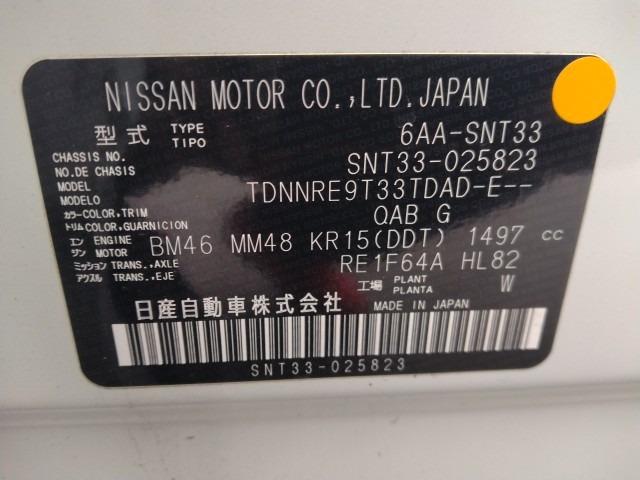 NISSAN MOTOR CO.,LTD.JAPAN
型式 TYPE TIPO 6AA-SNT33
CHASSIS NO. NO.DE CHASIS SNT33-025823
MODEL MODELO TDNNRE9T33TDAD-E--
カラー COLOR,TRIM トリム COLOR,GUARNICION QAB G
エン ENGINE ジン MOTOR BM46 MM48 KR15(DDT) 1497 cc
ミッション TRANS.,AXLE アクスル TRANS.,EJE RE1F64A HL82
工場 PLANT PLANTA W
日産自動車株式会社 MADE IN JAPAN
SNT33-025823